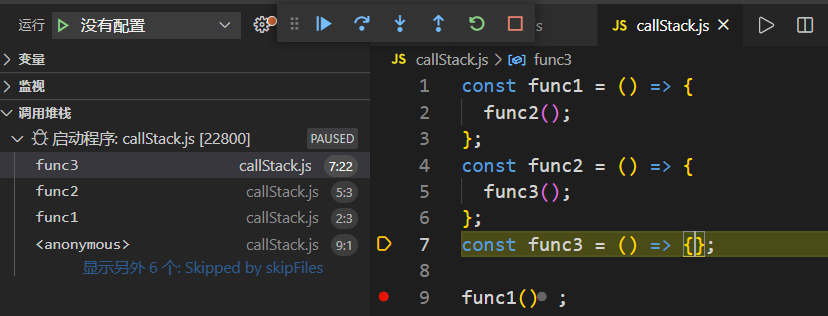 运行 没有配置
s
JS callStack.js
变量
监视
调用堆栈
启动程序: callStack.js [22800] PAUSED
func3 callStack.js 7:22
func2 callStack.js 5:3
func1 callStack.js 2:3
<anonymous> callStack.js 9:1
显示另外 6 个: Skipped by skipFiles
JS callStack.js > func3
1 const func1 = () => {
2 func2();
3 };
4 const func2 = () => {
5 func3();
6 };
7 const func3 = () => {};
8
9 func1() ;